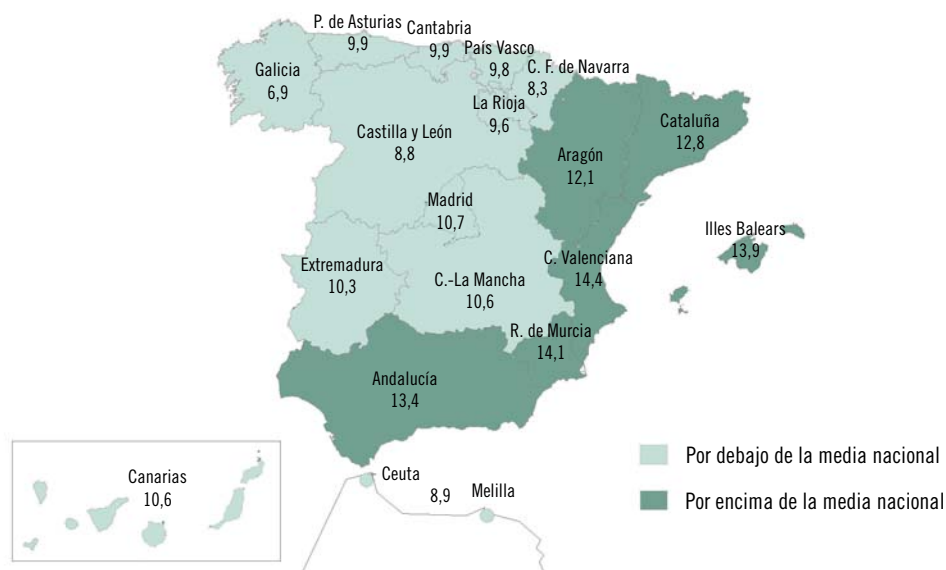 P. de Asturias
9,9
Cantabria
9,9
País Vasco
9,8
C. F. de Navarra
8,3
Galicia
6,9
La Rioja
9,6
Castilla y León
8,8
Cataluña
12,8
Aragón
12,1
Madrid
10,7
Illes Balears
13,9
Extremadura
10,3
C.-La Mancha
10,6
C. Valenciana
14,4
R. de Murcia
14,1
Andalucía
13,4
Canarias
10,6
Ceuta
8,9
Melilla
Por debajo de la media nacional
Por encima de la media nacional